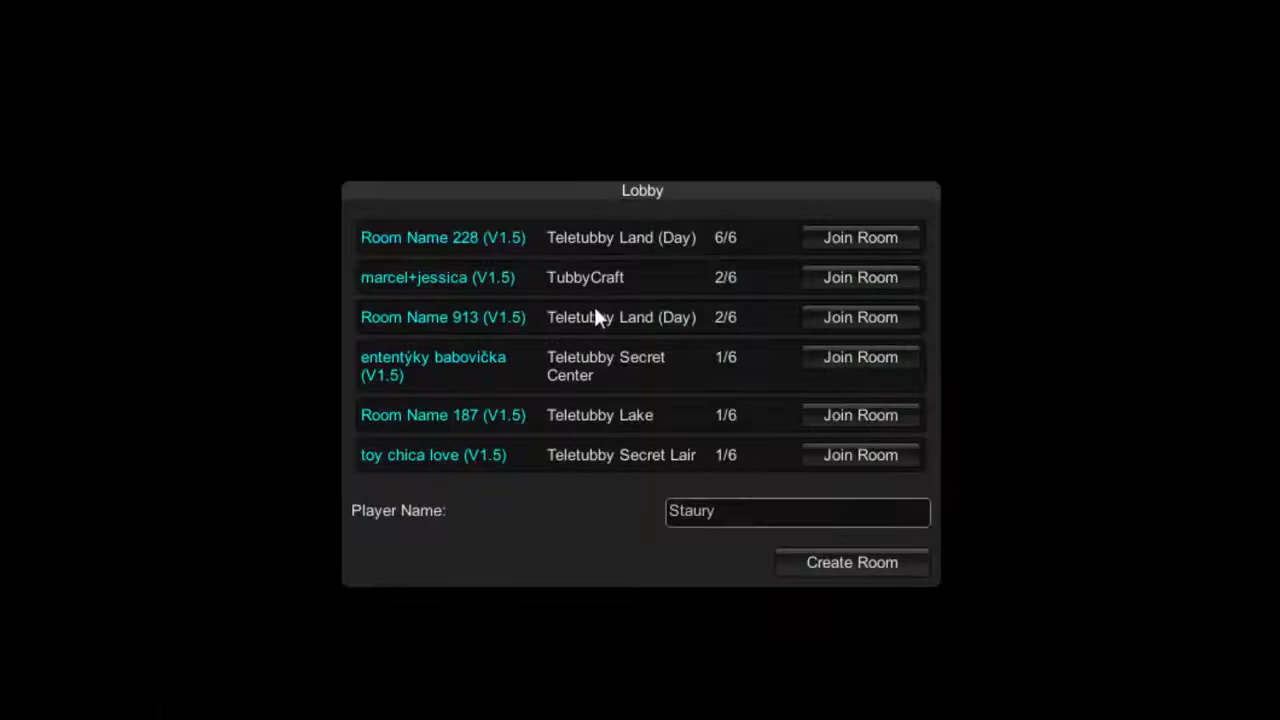 Lobby
Room Name 228 (V1.5) Teletubby Land (Day) 6/6 Join Room
marcel+jessica (V1.5) TubbyCraft 2/6 Join Room
Room Name 913 (V1.5) Teletubby Land (Day) 2/6 Join Room
ententýky babovička Teletubby Secret 1/6 Join Room
(V1.5) Center
Room Name 187 (V1.5) Teletubby Lake 1/6 Join Room
toy chica love (V1.5) Teletubby Secret Lair 1/6 Join Room
Player Name: Staury
Create Room